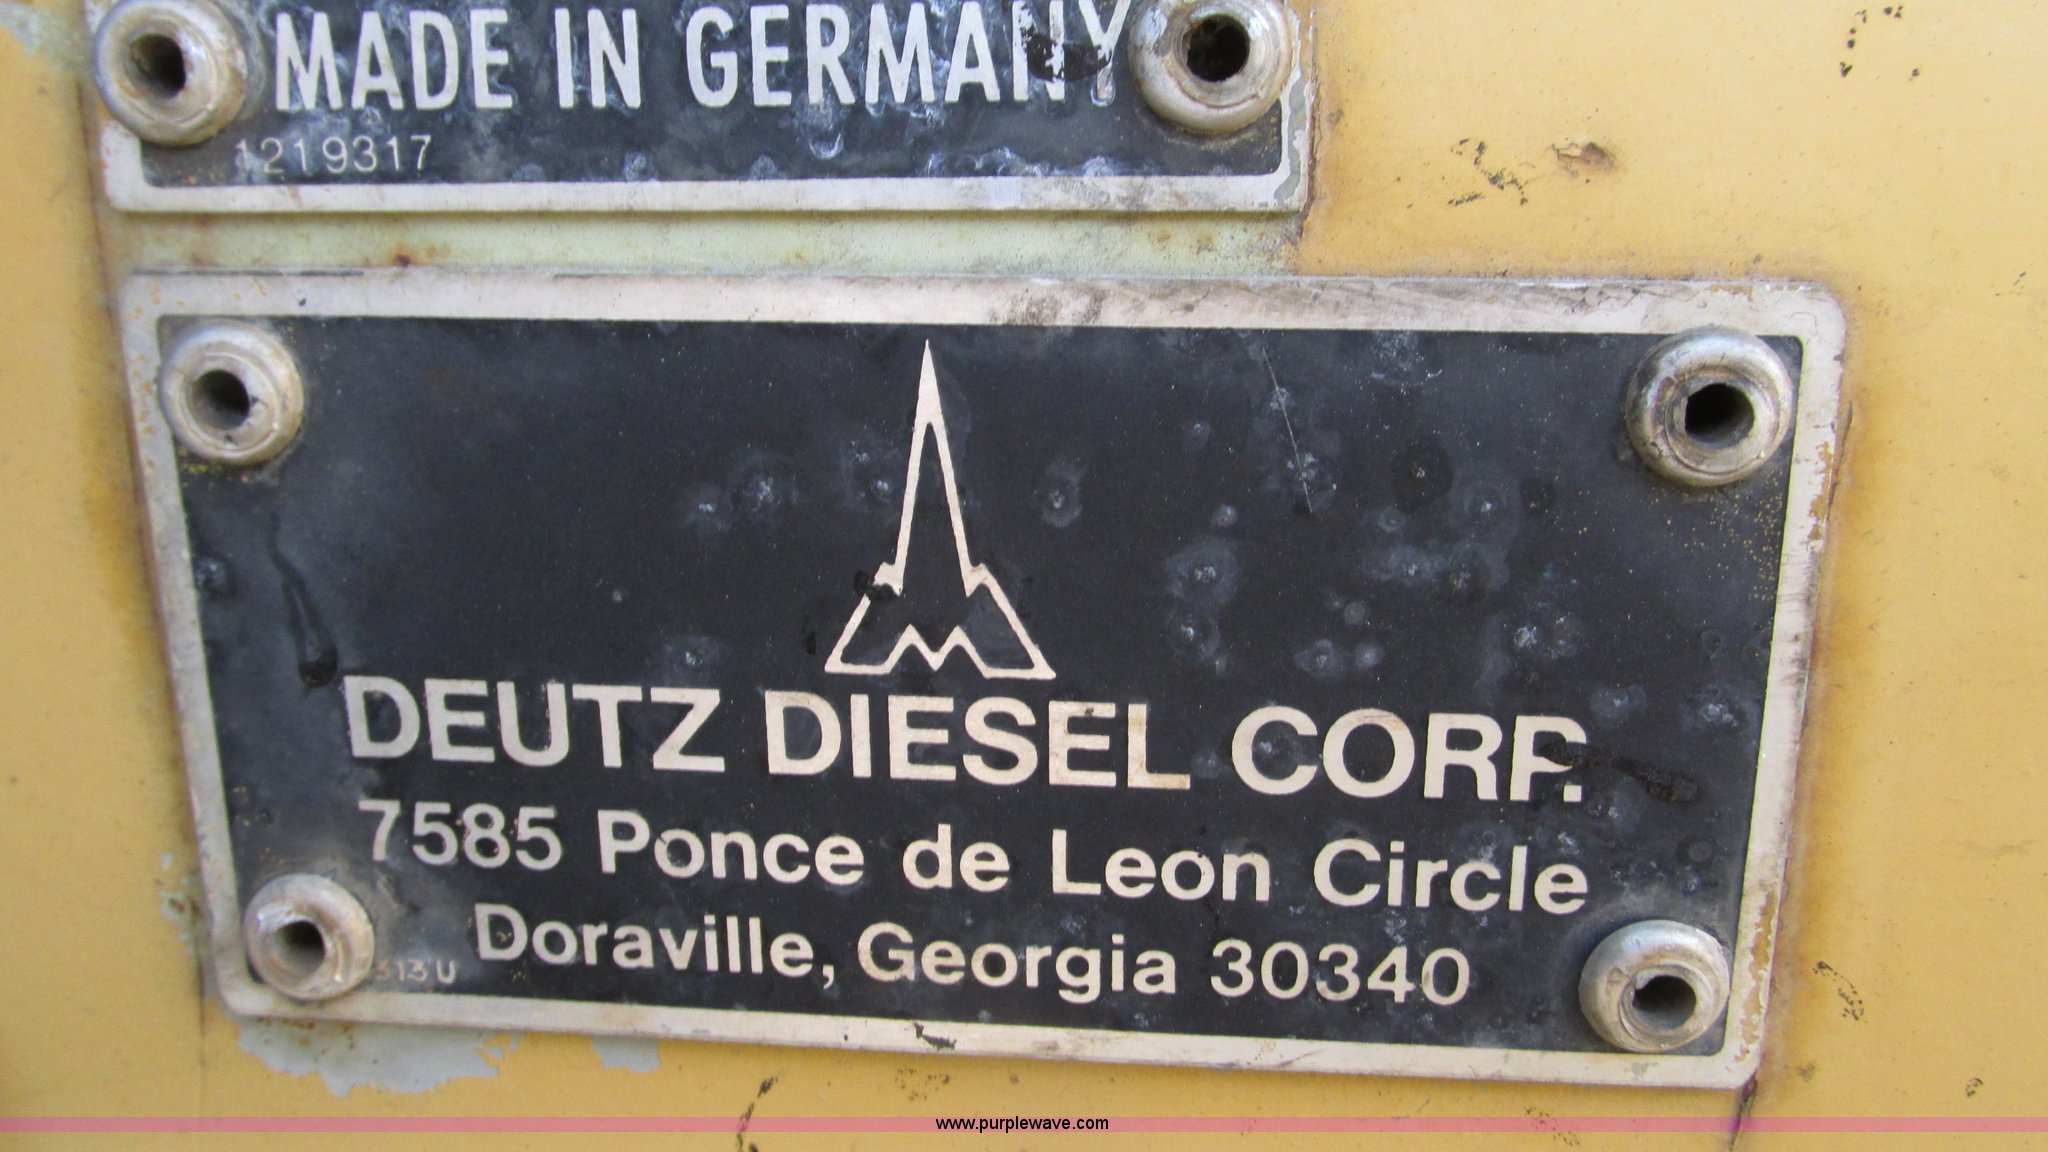 MADE IN GERMANY
1219317
DEUTZ DIESEL CORP.
7585 Ponce de Leon Circle
Doraville, Georgia 30340
313 U
www.purplewave.com